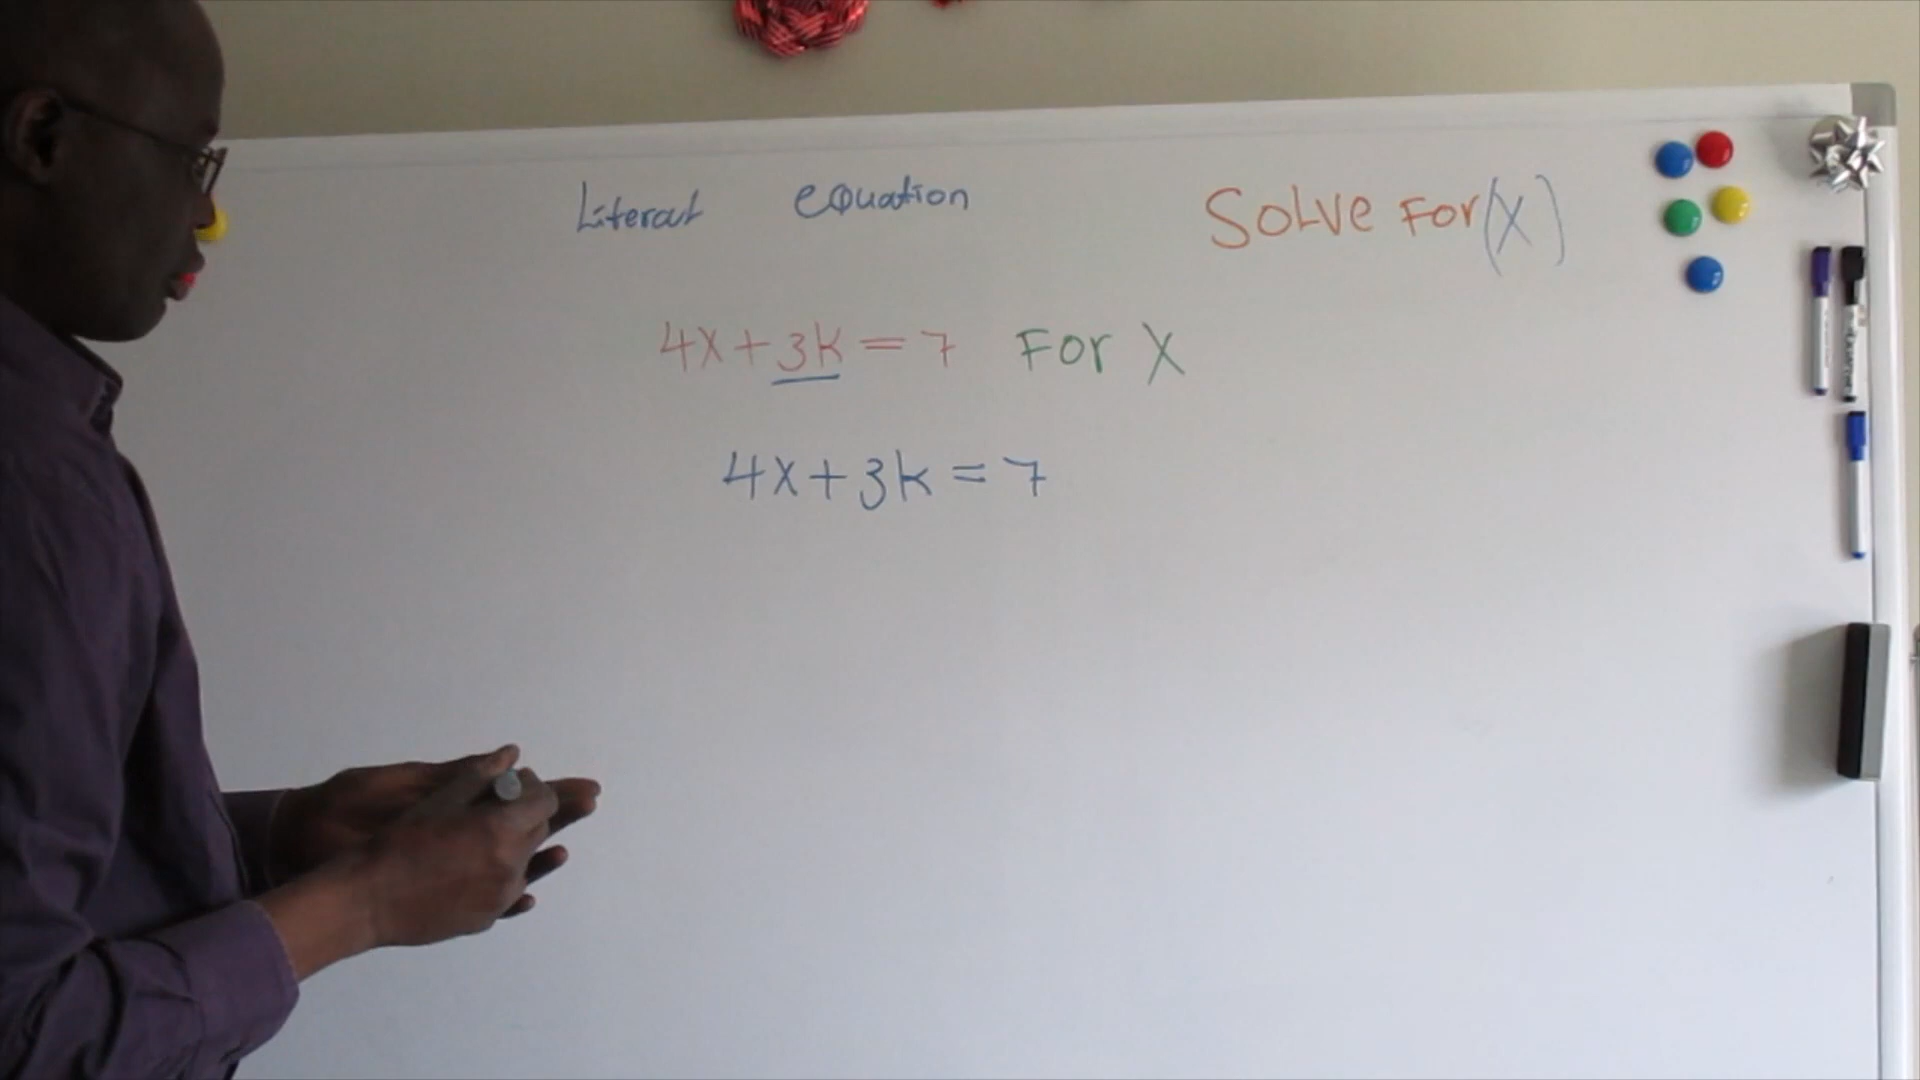 Literal equation
Solve For (X)
4X + 3k = 7 For X
4X + 3k = 7